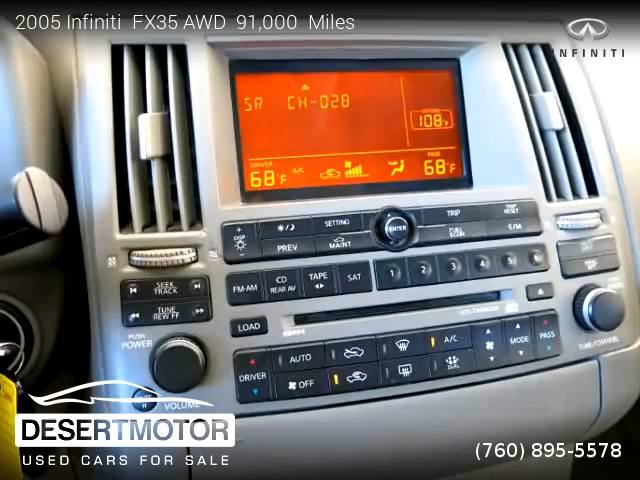 2005 Infiniti FX35 AWD 91,000 Miles
INFINITI
SR CH-028
108°F
DRIVER
A/C
PASS
68°F
68°F
DISP
SETTING
ENTER
TRIP
TRIP RESET
PREV
MAINT
FUEL ECON
E/M
SEEK TRACK
FM·AM
CD REAR AV
TAPE
SAT
1 2 3 4 5 6
TUNE REW FF
LOAD
PUSH POWER
AUTO
A/C
MODE
PASS
TUNE/CHANNEL
DRIVER
OFF
DUAL
VOLUME
DESERTMOTOR
USED CARS FOR SALE
(760) 895-5578